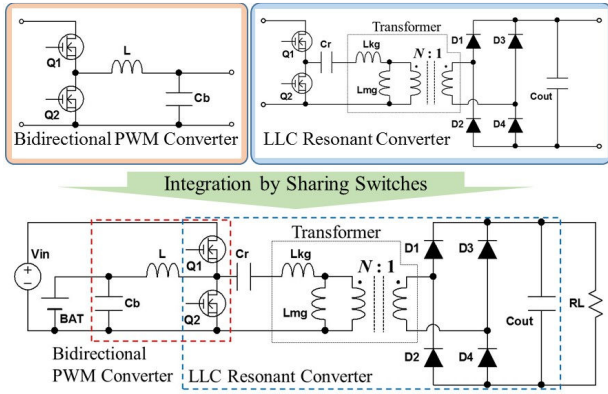 Q1
L
Q2
Cb
Bidirectional PWM Converter
Transformer
Q1
Cr
Lkg
N : 1
D1
D3
Q2
Lmg
Cout
D2
D4
LLC Resonant Converter
Integration by Sharing Switches
Transformer
Vin
L
Q1
Cr
Lkg
N : 1
D1
D3
BAT
Cb
Q2
Lmg
Cout
RL
D2
D4
Bidirectional
PWM Converter
LLC Resonant Converter